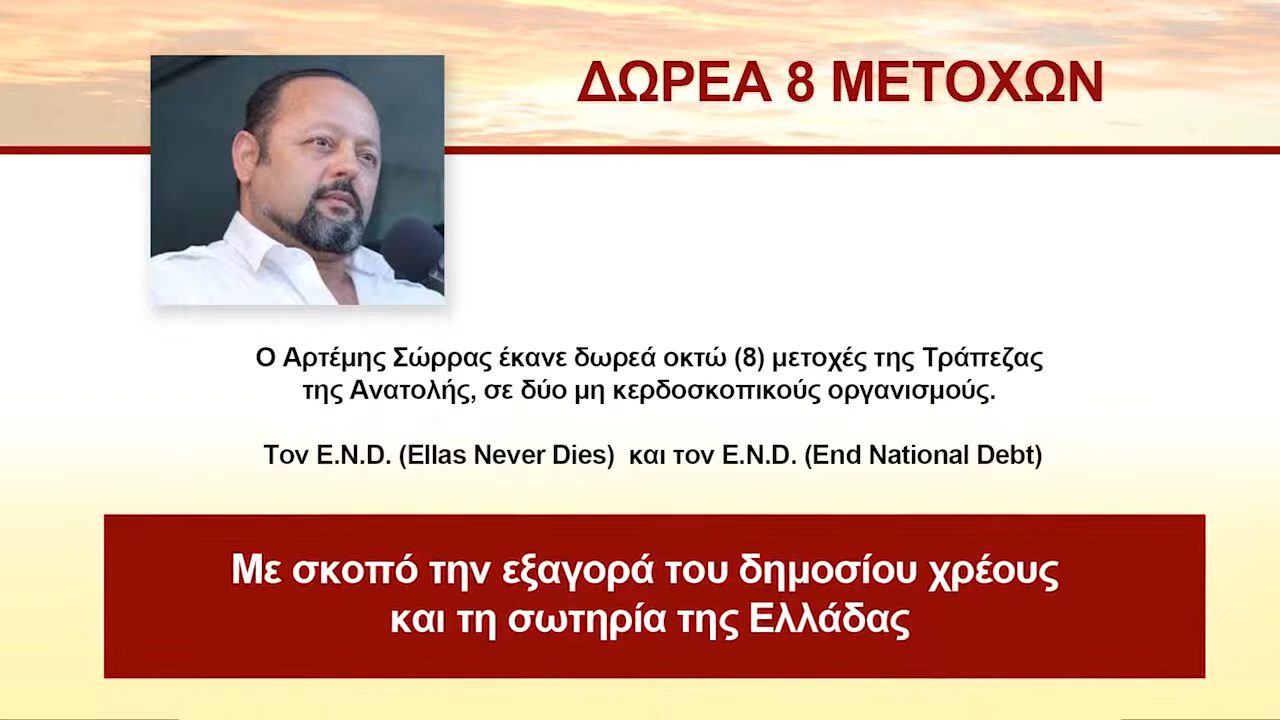 ΔΩΡΕΑ 8 ΜΕΤΟΧΩΝ
Ο Αρτέμης Σώρρας έκανε δωρεά οκτώ (8) μετοχές της Τράπεζας
της Ανατολής, σε δύο μη κερδοσκοπικούς οργανισμούς.
Τον E.N.D. (Ellas Never Dies) και τον E.N.D. (End National Debt)
Με σκοπό την εξαγορά του δημοσίου χρέους
και τη σωτηρία της Ελλάδας